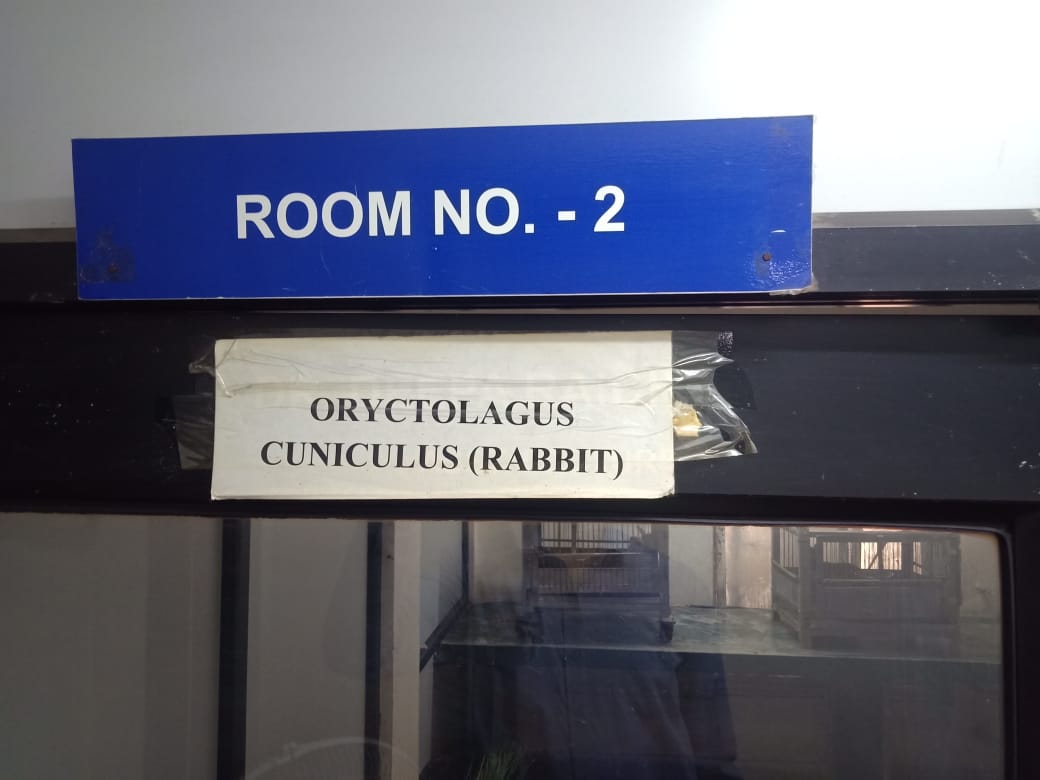 ROOM NO. - 2
ORYCTOLAGUS
CUNICULUS (RABBIT)